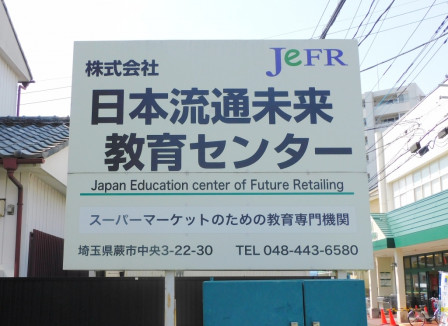 JeFR
株式会社
日本流通未来
教育センター
Japan Education center of Future Retailing
スーパーマーケットのための教育専門機関
埼玉県蕨市中央3-22-30 TEL 048-443-6580